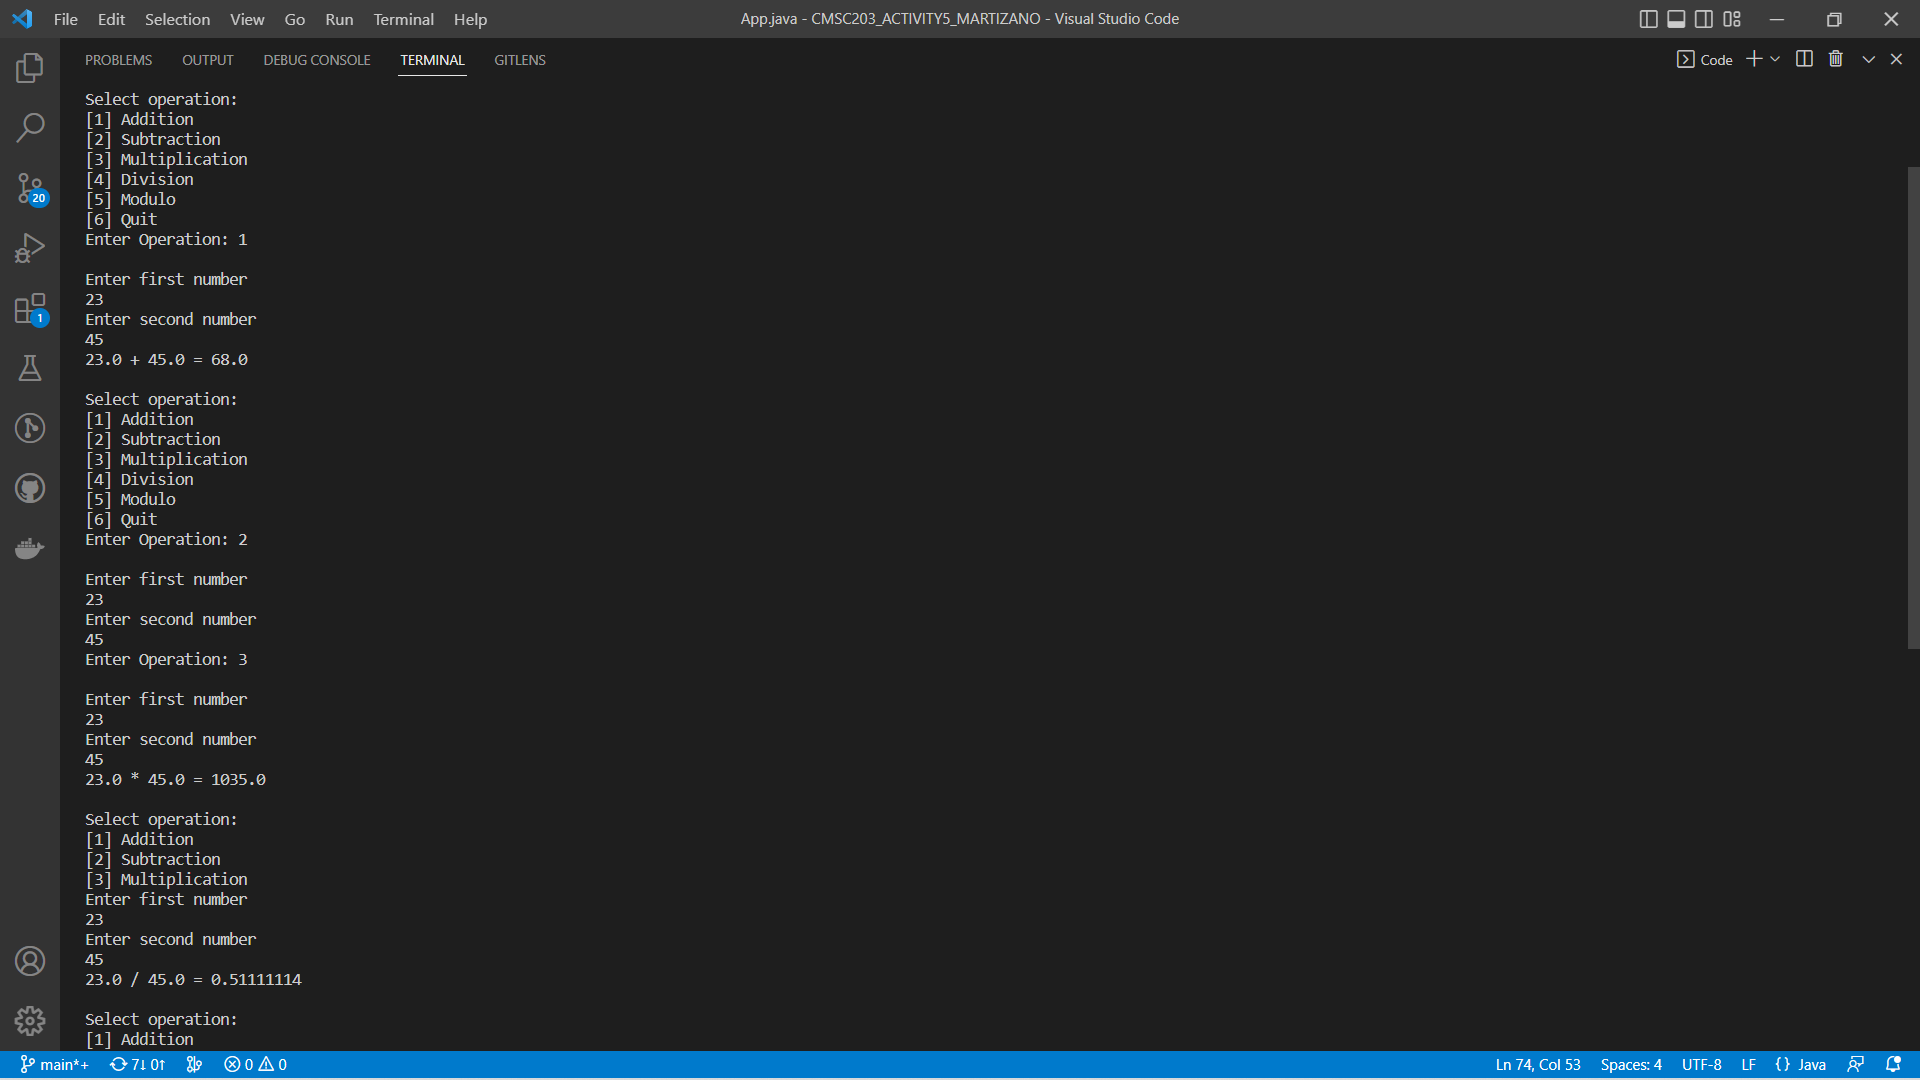 File Edit Selection View Go Run Terminal Help App.java - CMSC203_ACTIVITY5_MARTIZANO - Visual Studio Code
PROBLEMS OUTPUT DEBUG CONSOLE TERMINAL GITLENS Code
Select operation:
[1] Addition
[2] Subtraction
[3] Multiplication
[4] Division
[5] Modulo
[6] Quit
Enter Operation: 1
Enter first number
23
Enter second number
45
23.0 + 45.0 = 68.0
Select operation:
[1] Addition
[2] Subtraction
[3] Multiplication
[4] Division
[5] Modulo
[6] Quit
Enter Operation: 2
Enter first number
23
Enter second number
45
Enter Operation: 3
Enter first number
23
Enter second number
45
23.0 * 45.0 = 1035.0
Select operation:
[1] Addition
[2] Subtraction
[3] Multiplication
Enter first number
23
Enter second number
45
23.0 / 45.0 = 0.51111114
Select operation:
[1] Addition
20
1
main*+ 7↓ 0↑ 0 0 Ln 74, Col 53 Spaces: 4 UTF-8 LF {} Java